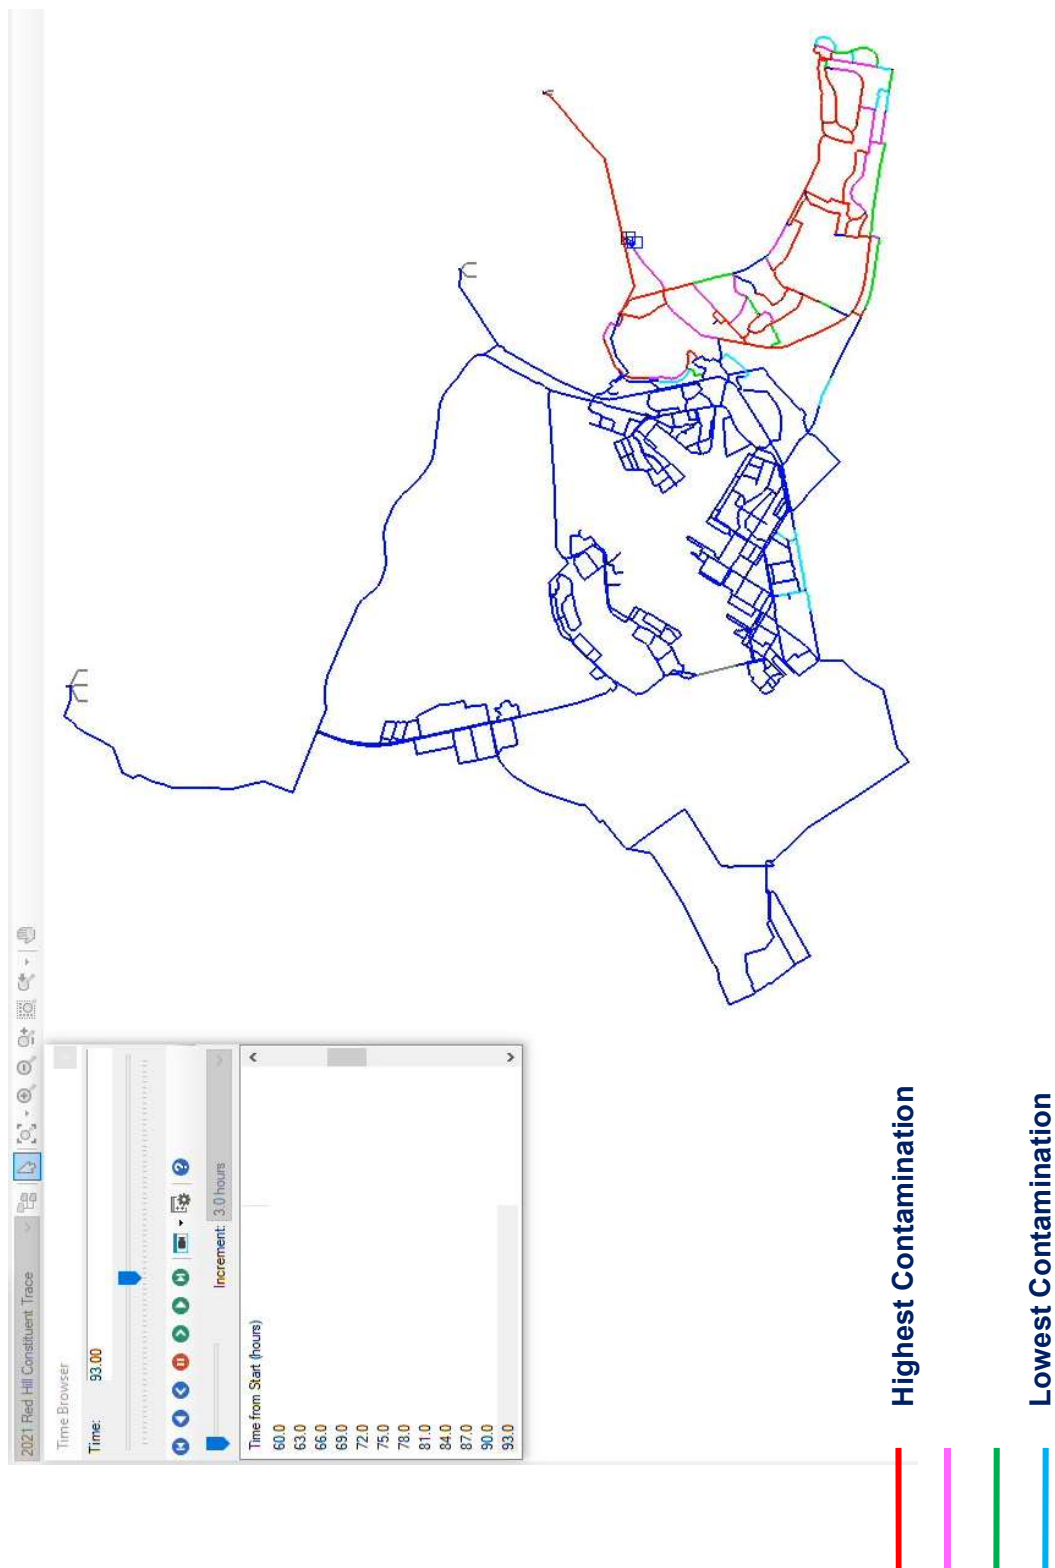 2021 Red Hill Constituent Trace
Time Browser
Time:
93.00
Increment:
3.0 hours
Time from Start (hours)
60.0
63.0
66.0
69.0
72.0
75.0
78.0
81.0
84.0
87.0
90.0
93.0
Highest Contamination
Lowest Contamination